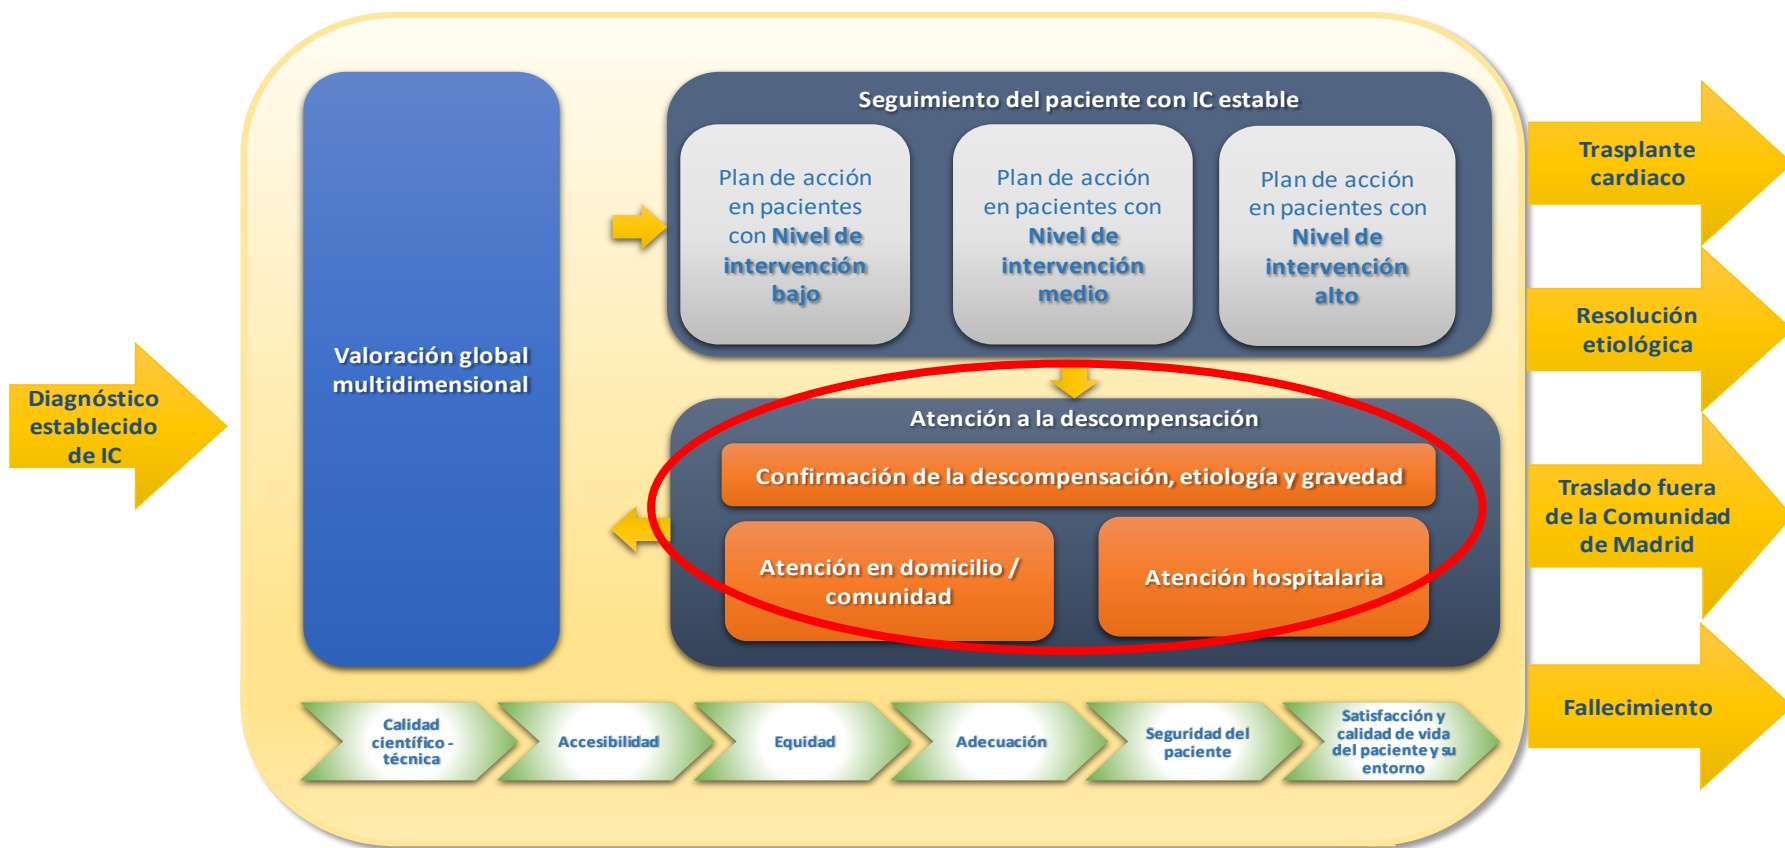 Diagnóstico
establecido
de IC
Valoración global
multidimensional
Seguimiento del paciente con IC estable
Plan de acción
en pacientes
con Nivel de
intervención
bajo
Plan de acción
en pacientes con
Nivel de
intervención
medio
Plan de acción
en pacientes con
Nivel de
intervención
alto
Atención a la descompensación
Confirmación de la descompensación, etiología y gravedad
Atención en domicilio /
comunidad
Atención hospitalaria
Calidad
científico -
técnica
Accesibilidad
Equidad
Adecuación
Seguridad del
paciente
Satisfacción y
calidad de vida
del paciente y su
entorno
Trasplante
cardiaco
Resolución
etiológica
Traslado fuera
de la Comunidad
de Madrid
Fallecimiento